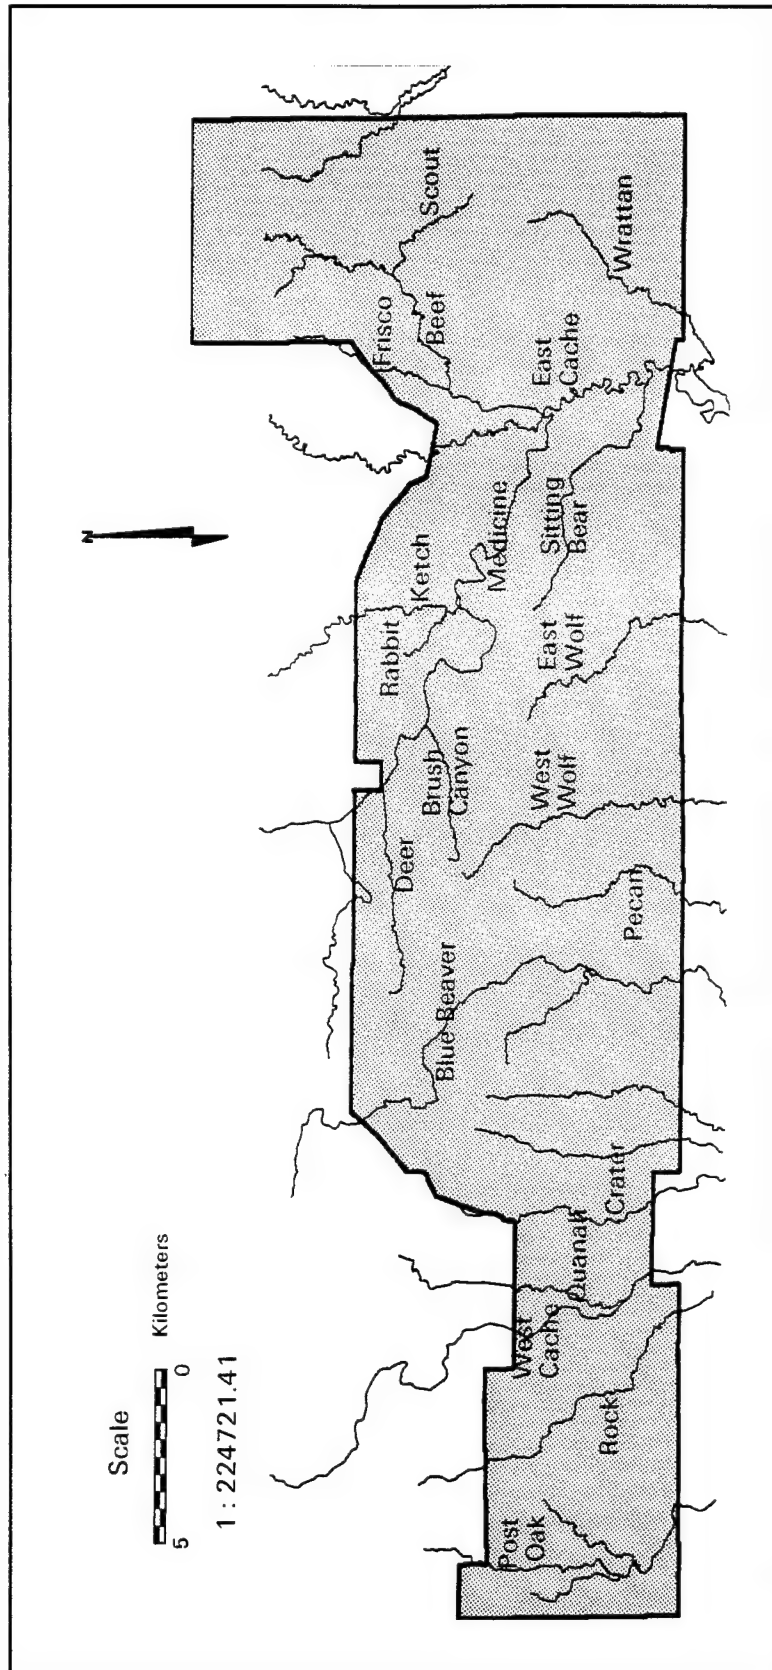 N
Scale
5 0 Kilometers
1 : 224721.41
Post
Oak
Rock
West
Cache
Quanah
Crater
Blue Beaver
Deer
Brush
Canyon
Pecan
West
Wolf
Rabbit
Ketch
East
Wolf
Medicine
Sitting
Bear
East
Cache
Frisco
Beef
Scout
Wrattan